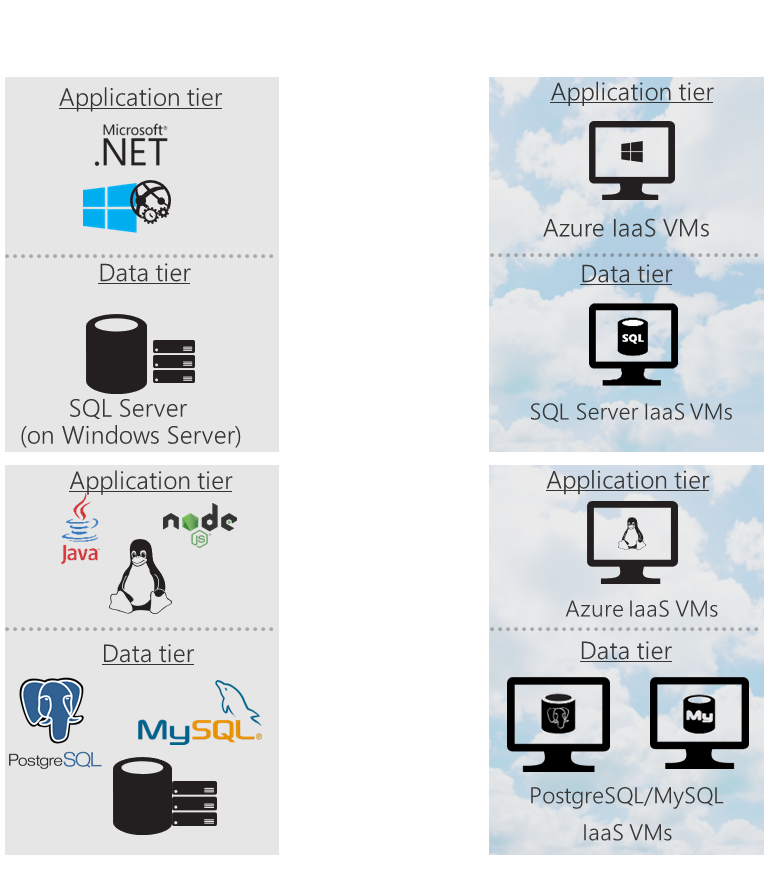 Application tier
Microsoft®
.NET
Data tier
SQL Server
(on Windows Server)
Application tier
Azure IaaS VMs
Data tier
SQL
SQL Server IaaS VMs
Application tier
Java
node
JS
Data tier
PostgreSQL
MySQL®
Application tier
Azure IaaS VMs
Data tier
My
PostgreSQL/MySQL
IaaS VMs